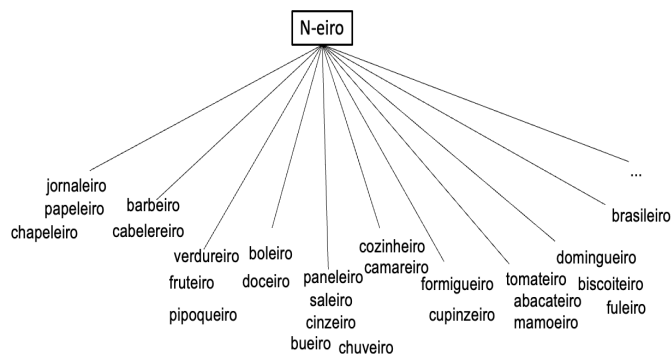 N-eiro
...
jornaleiro
papeleiro
chapeleiro
barbeiro
cabelereiro
verdureiro
fruteiro
pipoqueiro
boleiro
doceiro
paneleiro
saleiro
cinzeiro
bueiro
chuveiro
cozinheiro
camareiro
formigueiro
cupinzeiro
tomateiro
abacateiro
mamoeiro
domingueiro
biscoiteiro
fuleiro
brasileiro